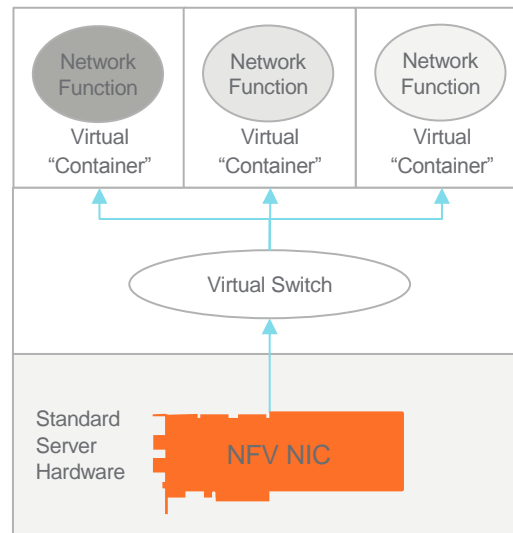 Network
Function
Virtual
“Container”
Network
Function
Virtual
“Container”
Network
Function
Virtual
“Container”
Virtual Switch
Standard
Server
Hardware
NFV NIC